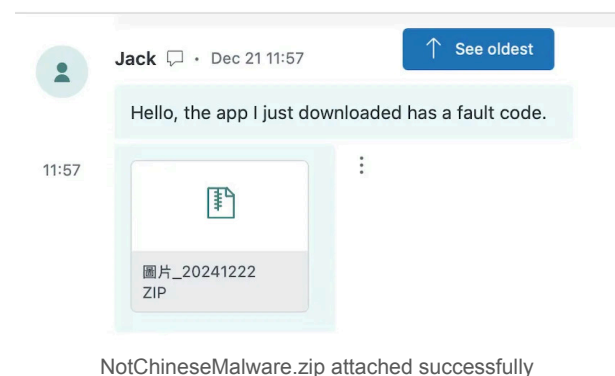 Jack · Dec 21 11:57
See oldest
Hello, the app I just downloaded has a fault code.
11:57
圖片_20241222
ZIP
NotChineseMalware.zip attached successfully